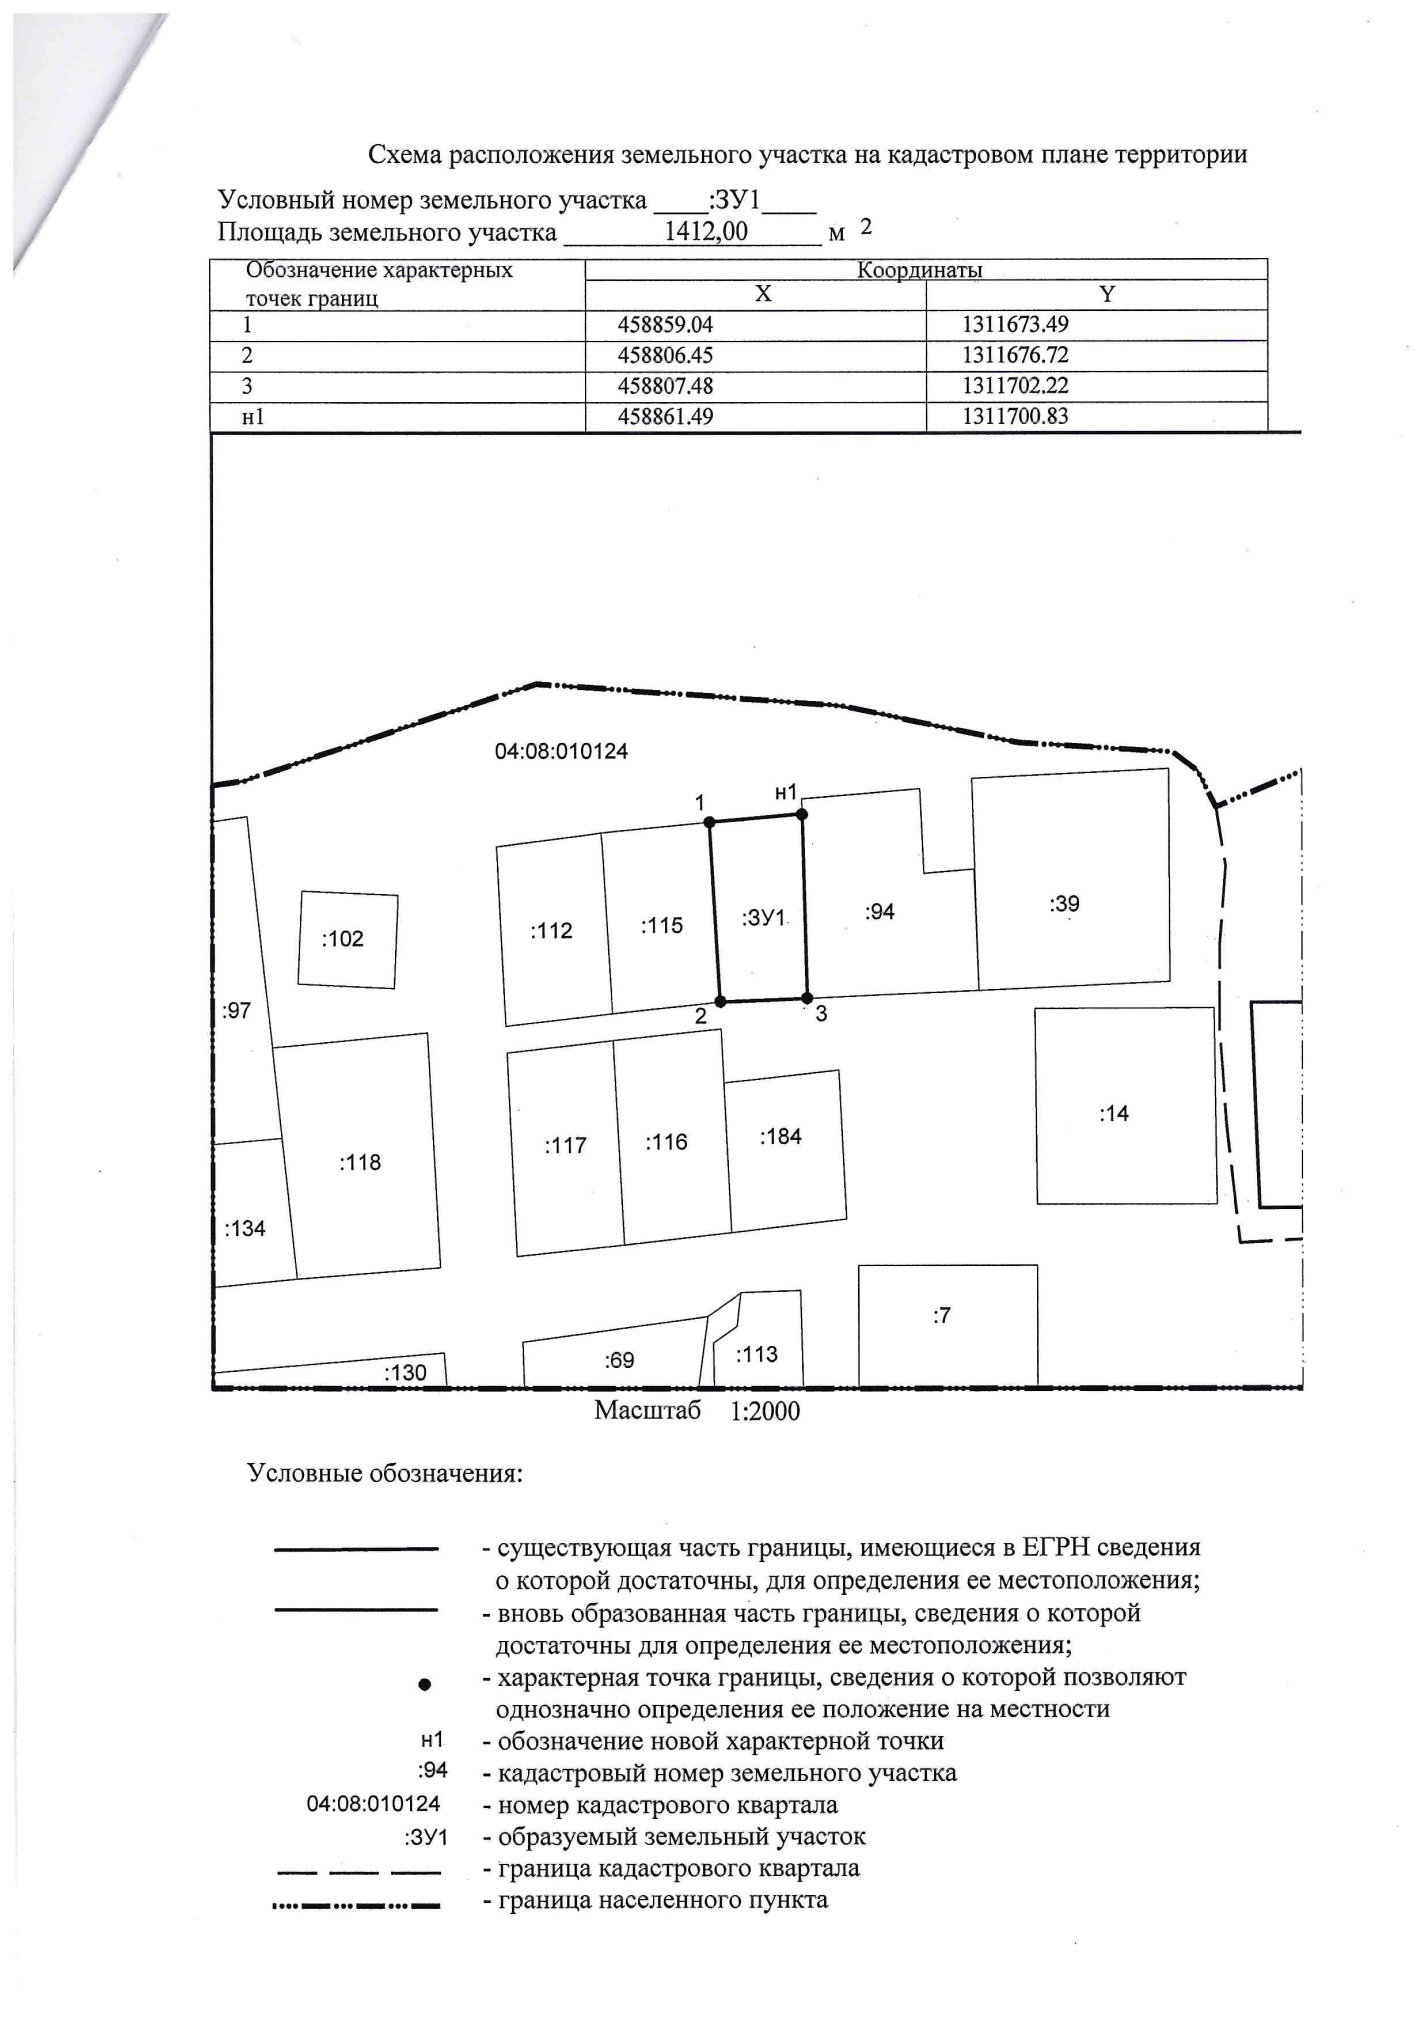 Схема расположения земельного участка на кадастровом плане территории
Условный номер земельного участка ____:ЗУ1____
Площадь земельного участка 1412,00 м 2
Обозначение характерных точек границ
Координаты
X Y
1 458859.04 1311673.49
2 458806.45 1311676.72
3 458807.48 1311702.22
н1 458861.49 1311700.83
04:08:010124
1 н1
:112 :115 :ЗУ1 :94 :39
:102
:97
2 3
:118 :117 :116 :184 :14
:134
:7
:130 :69 :113
Масштаб 1:2000
Условные обозначения:
- существующая часть границы, имеющиеся в ЕГРН сведения
о которой достаточны, для определения ее местоположения;
- вновь образованная часть границы, сведения о которой
достаточны для определения ее местоположения;
- характерная точка границы, сведения о которой позволяют
однозначно определения ее положение на местности
н1 - обозначение новой характерной точки
:94 - кадастровый номер земельного участка
04:08:010124 - номер кадастрового квартала
:ЗУ1 - образуемый земельный участок
- граница кадастрового квартала
- граница населенного пункта